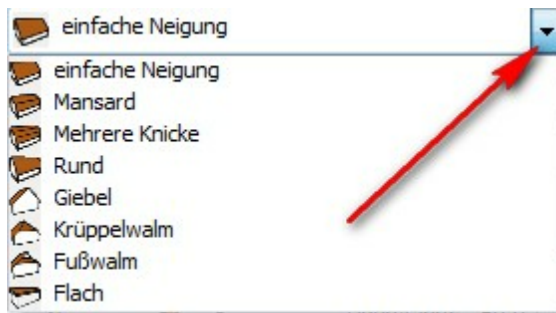 einfache Neigung
einfache Neigung
Mansard
Mehrere Knicke
Rund
Giebel
Krüppelwalm
Fußwalm
Flach